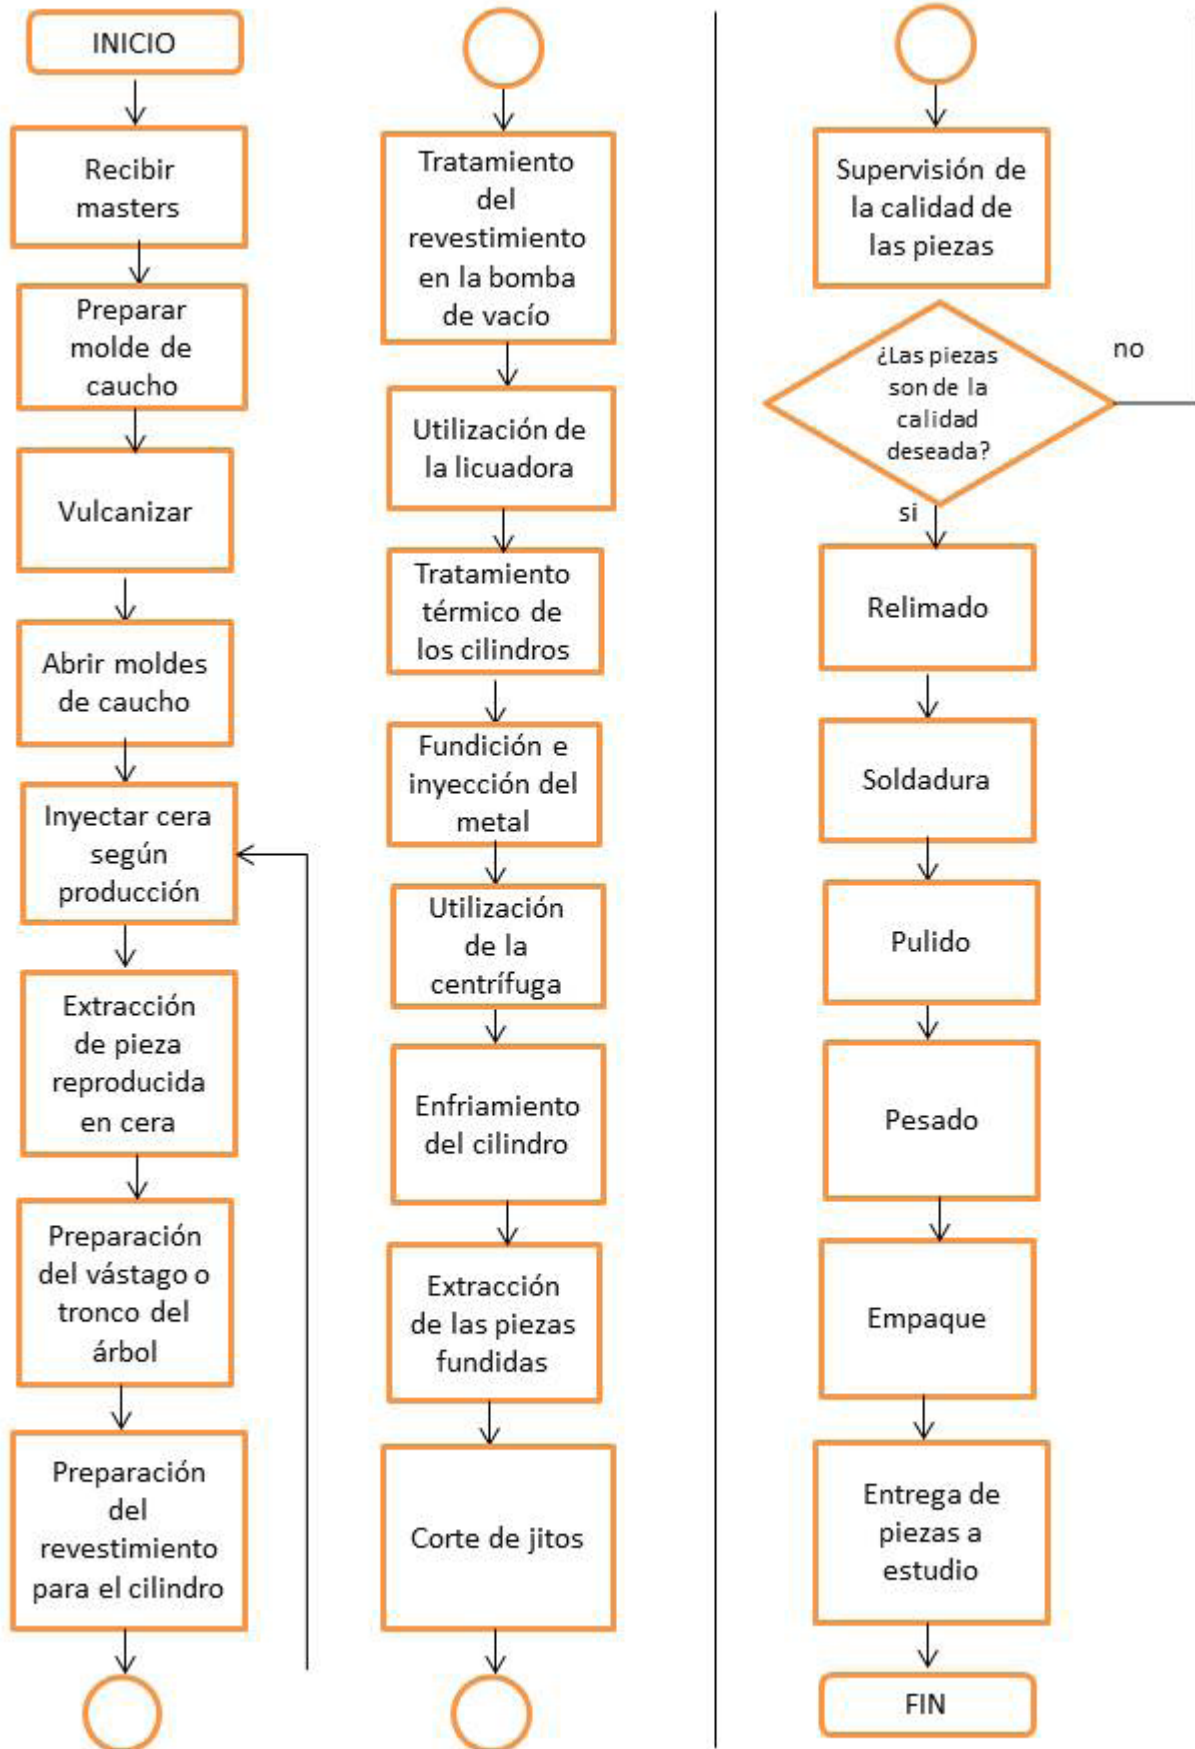 INICIO
Recibir
masters
Preparar
molde de
caucho
Vulcanizar
Abrir moldes
de caucho
Inyectar cera
según
producción
Extracción
de pieza
reproducida
en cera
Preparación
del vástago o
tronco del
árbol
Preparación
del
revestimiento
para el cilindro
Tratamiento
del
revestimiento
en la bomba
de vacío
Utilización de
la licuadora
Tratamiento
térmico de
los cilindros
Fundición e
inyección del
metal
Utilización
de la
centrífuga
Enfriamiento
del cilindro
Extracción
de las piezas
fundidas
Corte de jitos
Supervisión de
la calidad de
las piezas
¿Las piezas
son de la
calidad
deseada?
no
si
Relimado
Soldadura
Pulido
Pesado
Empaque
Entrega de
piezas a
estudio
FIN